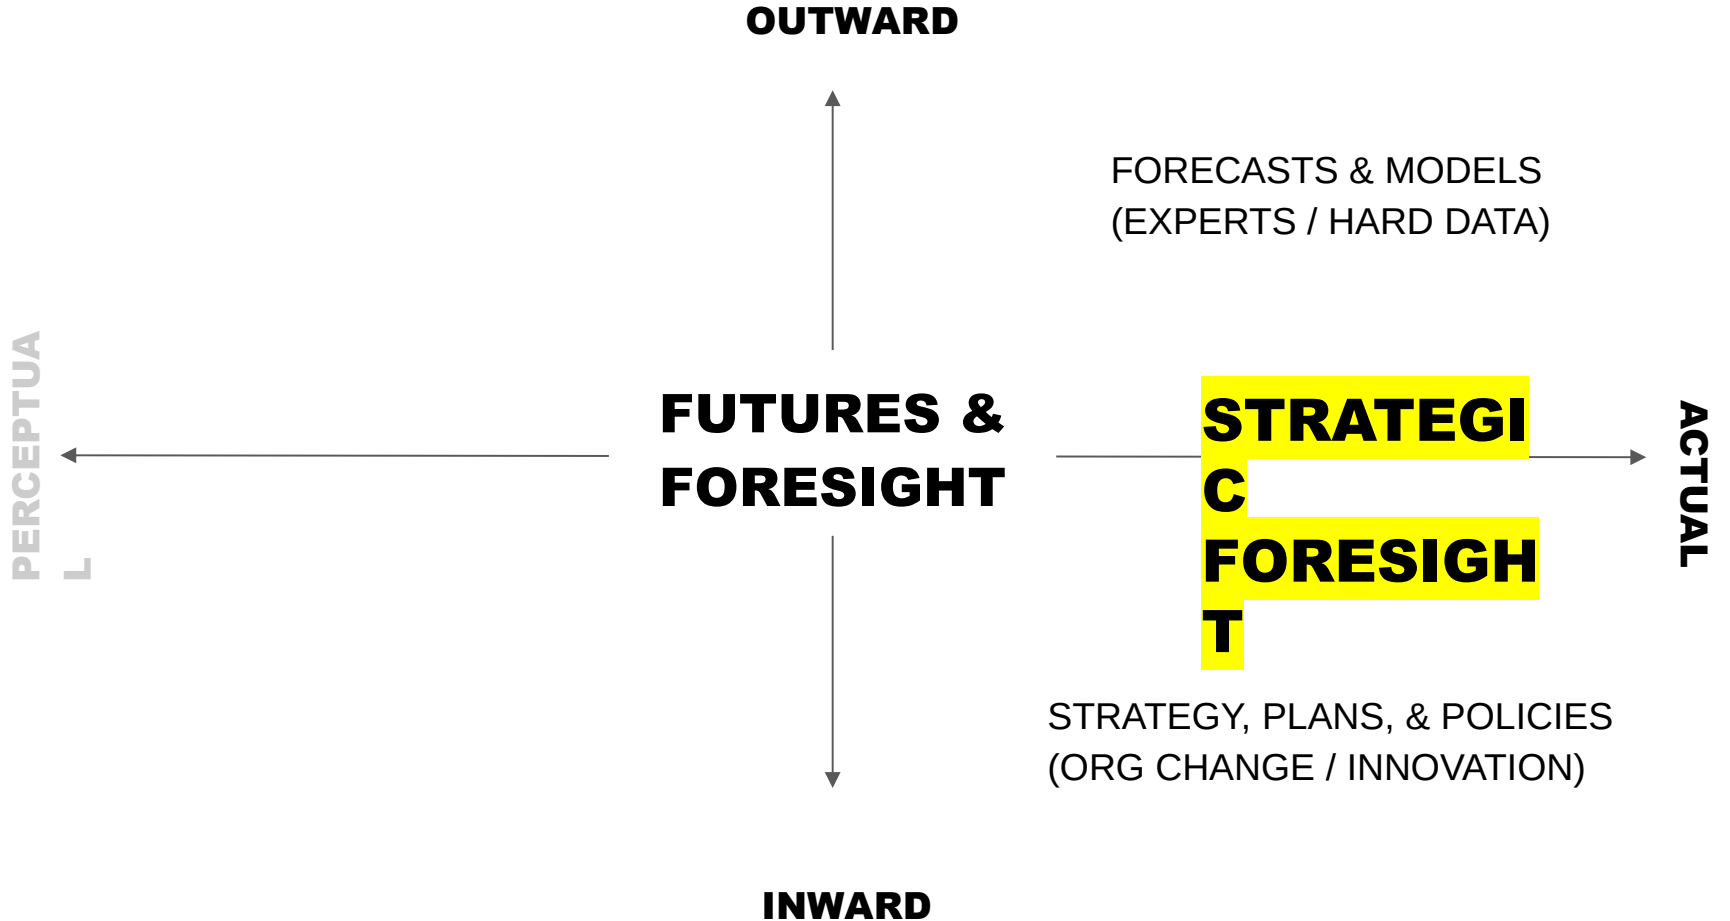 OUTWARD
FORECASTS & MODELS
(EXPERTS / HARD DATA)
PERCEPTUA
L
FUTURES &
FORESIGHT
STRATEGI
C
FORESIGH
T
ACTUAL
STRATEGY, PLANS, & POLICIES
(ORG CHANGE / INNOVATION)
INWARD